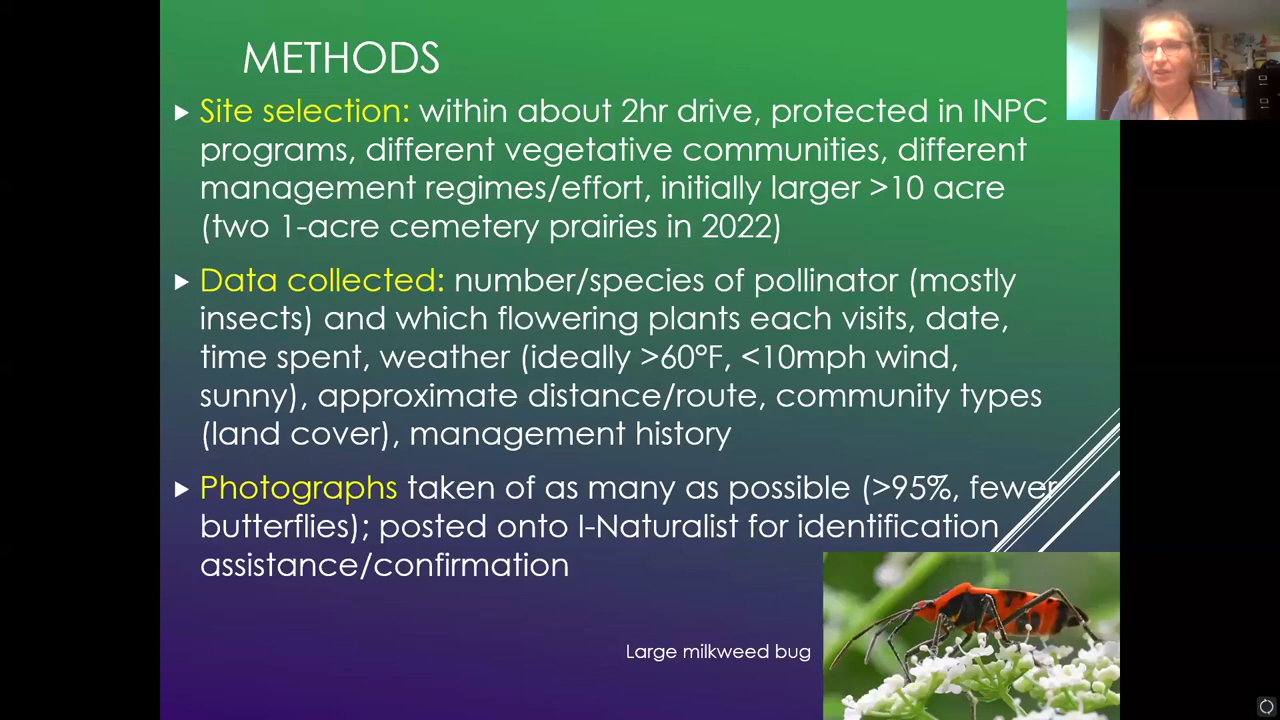 METHODS
Site selection: within about 2hr drive, protected in INPC
programs, different vegetative communities, different
management regimes/effort, initially larger >10 acre
(two 1-acre cemetery prairies in 2022)
Data collected: number/species of pollinator (mostly
insects) and which flowering plants each visits, date,
time spent, weather (ideally >60°F, <10mph wind,
sunny), approximate distance/route, community types
(land cover), management history
Photographs taken of as many as possible (>95%, fewer
butterflies); posted onto I-Naturalist for identification
assistance/confirmation
Large milkweed bug